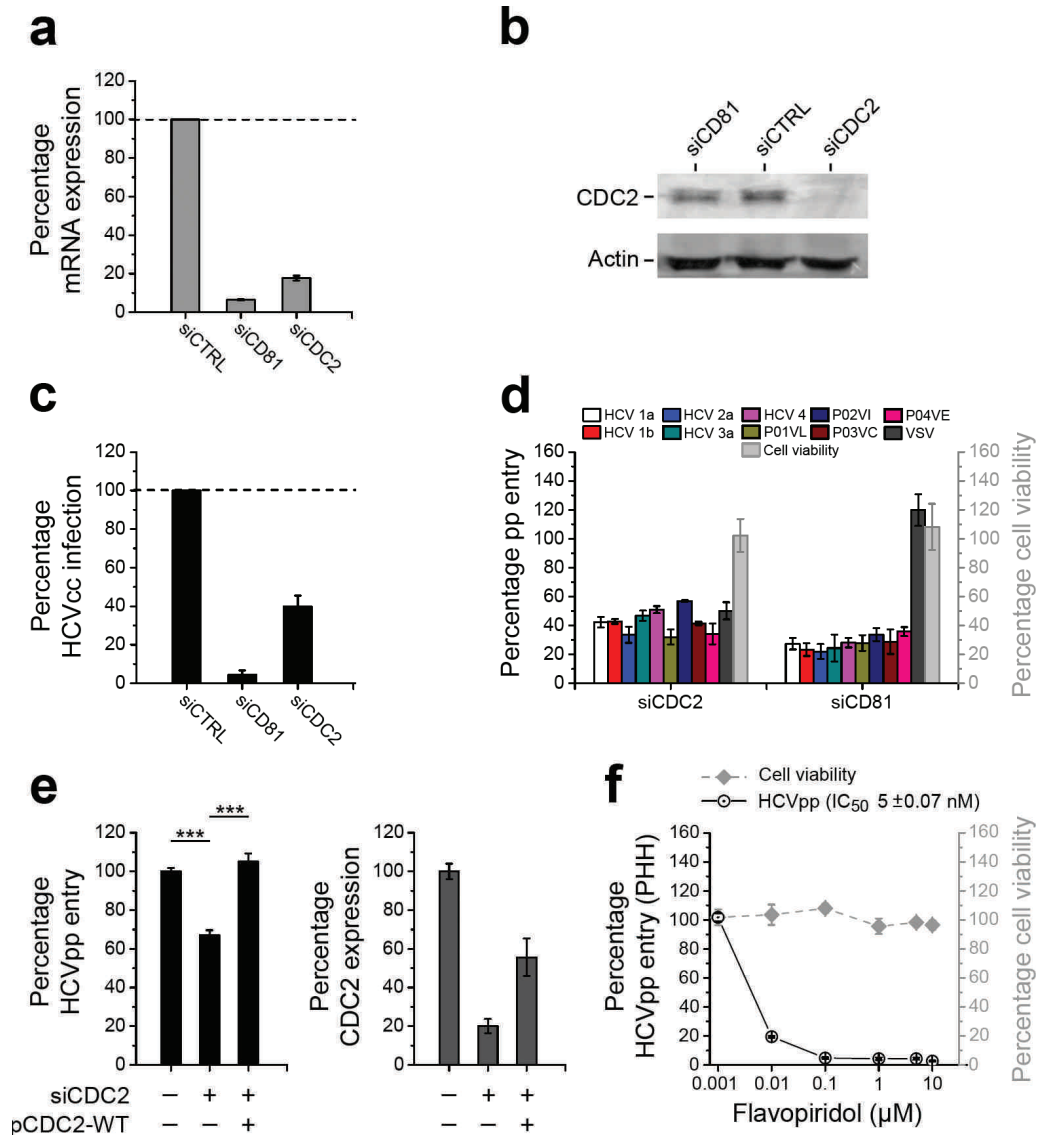 a
Percentage
mRNA expression
120
100
80
60
40
20
0
siCTRL
siCD81
siCDC2
b
siCD81
siCTRL
siCDC2
CDC2
Actin
c
Percentage
HCVcc infection
120
100
80
60
40
20
0
siCTRL
siCD81
siCDC2
d
HCV 1a HCV 2a HCV 4 P02VI P04VE
HCV 1b HCV 3a P01VL P03VC VSV
Cell viability
Percentage pp entry
160
140
120
100
80
60
40
20
0
siCDC2 siCD81
160
140
120
100
80
60
40
20
0
Percentage cell viability
e
Percentage
HCVpp entry
120
100
80
60
40
20
0
*** ***
siCDC2 − + +
pCDC2-WT − − +
Percentage
CDC2 expression
120
100
80
60
40
20
0
− + +
− − +
f
Cell viability
HCVpp (IC50 5 ±0.07 nM)
Percentage
HCVpp entry (PHH)
160
140
120
100
80
60
40
20
0
0.001 0.01 0.1 1 10
Flavopiridol (µM)
160
140
120
100
80
60
40
20
0
Percentage cell viability